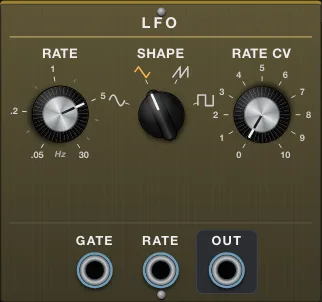 LFO
RATE SHAPE RATE CV
1
.2 5
.05 Hz 30
5
4 6
3 7
2 8
1 9
0 10
GATE RATE OUT